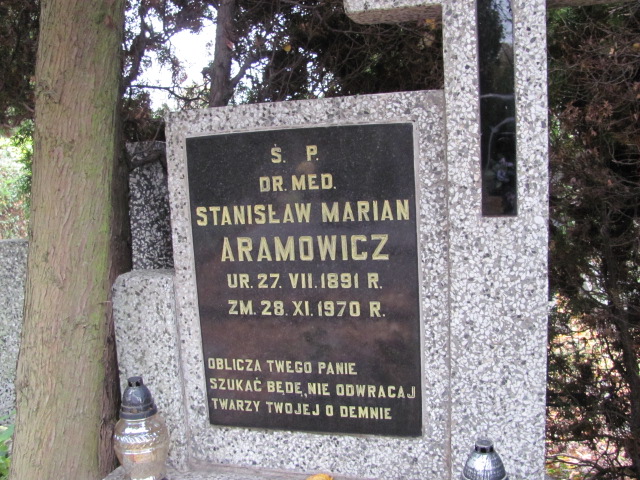 Ś. P.
DR. MED.
STANISŁAW MARIAN
ARAMOWICZ
UR. 27. VII. 1891 R.
ZM. 28. XI. 1970 R.
OBLICZA TWEGO PANIE
SZUKAĆ BĘDĘ, NIE ODWRACAJ
TWARZY TWOJEJ O DEMNIE